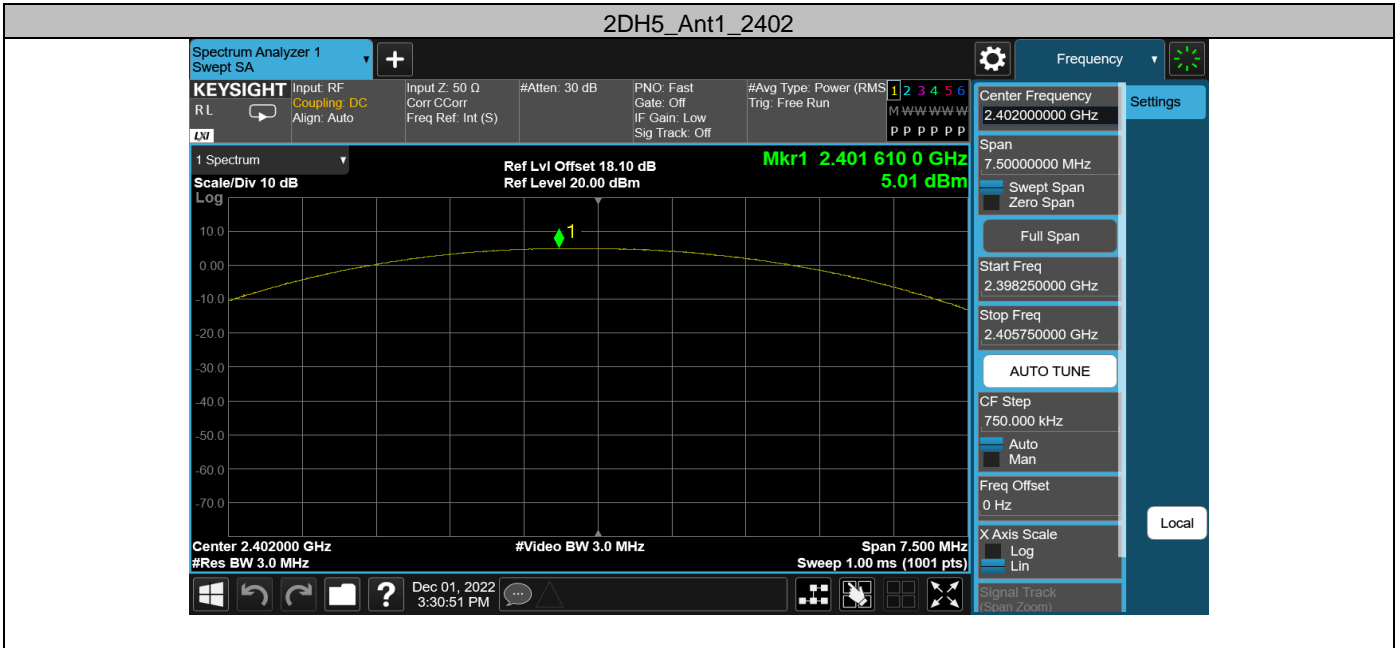 2DH5_Ant1_2402
Spectrum Analyzer 1
Swept SA
Frequency
KEYSIGHT
R L
LXI
Input: RF
Coupling: DC
Align: Auto
Input Z: 50 Ω
Corr CCorr
Freq Ref: Int (S)
#Atten: 30 dB
PNO: Fast
Gate: Off
IF Gain: Low
Sig Track: Off
#Avg Type: Power (RMS
Trig: Free Run
1 2 3 4 5 6
M W W W W W
P P P P P P
1 Spectrum
Scale/Div 10 dB
Log
Ref Lvl Offset 18.10 dB
Ref Level 20.00 dBm
Mkr1 2.401 610 0 GHz
5.01 dBm
1
10.0
0.00
-10.0
-20.0
-30.0
-40.0
-50.0
-60.0
-70.0
Center 2.402000 GHz
#Video BW 3.0 MHz
Span 7.500 MHz
#Res BW 3.0 MHz
Sweep 1.00 ms (1001 pts)
Dec 01, 2022
3:30:51 PM
Center Frequency
2.402000000 GHz
Settings
Span
7.50000000 MHz
Swept Span
Zero Span
Full Span
Start Freq
2.398250000 GHz
Stop Freq
2.405750000 GHz
AUTO TUNE
CF Step
750.000 kHz
Auto
Man
Freq Offset
0 Hz
Local
X Axis Scale
Log
Lin
Signal Track
(Span Zoom)